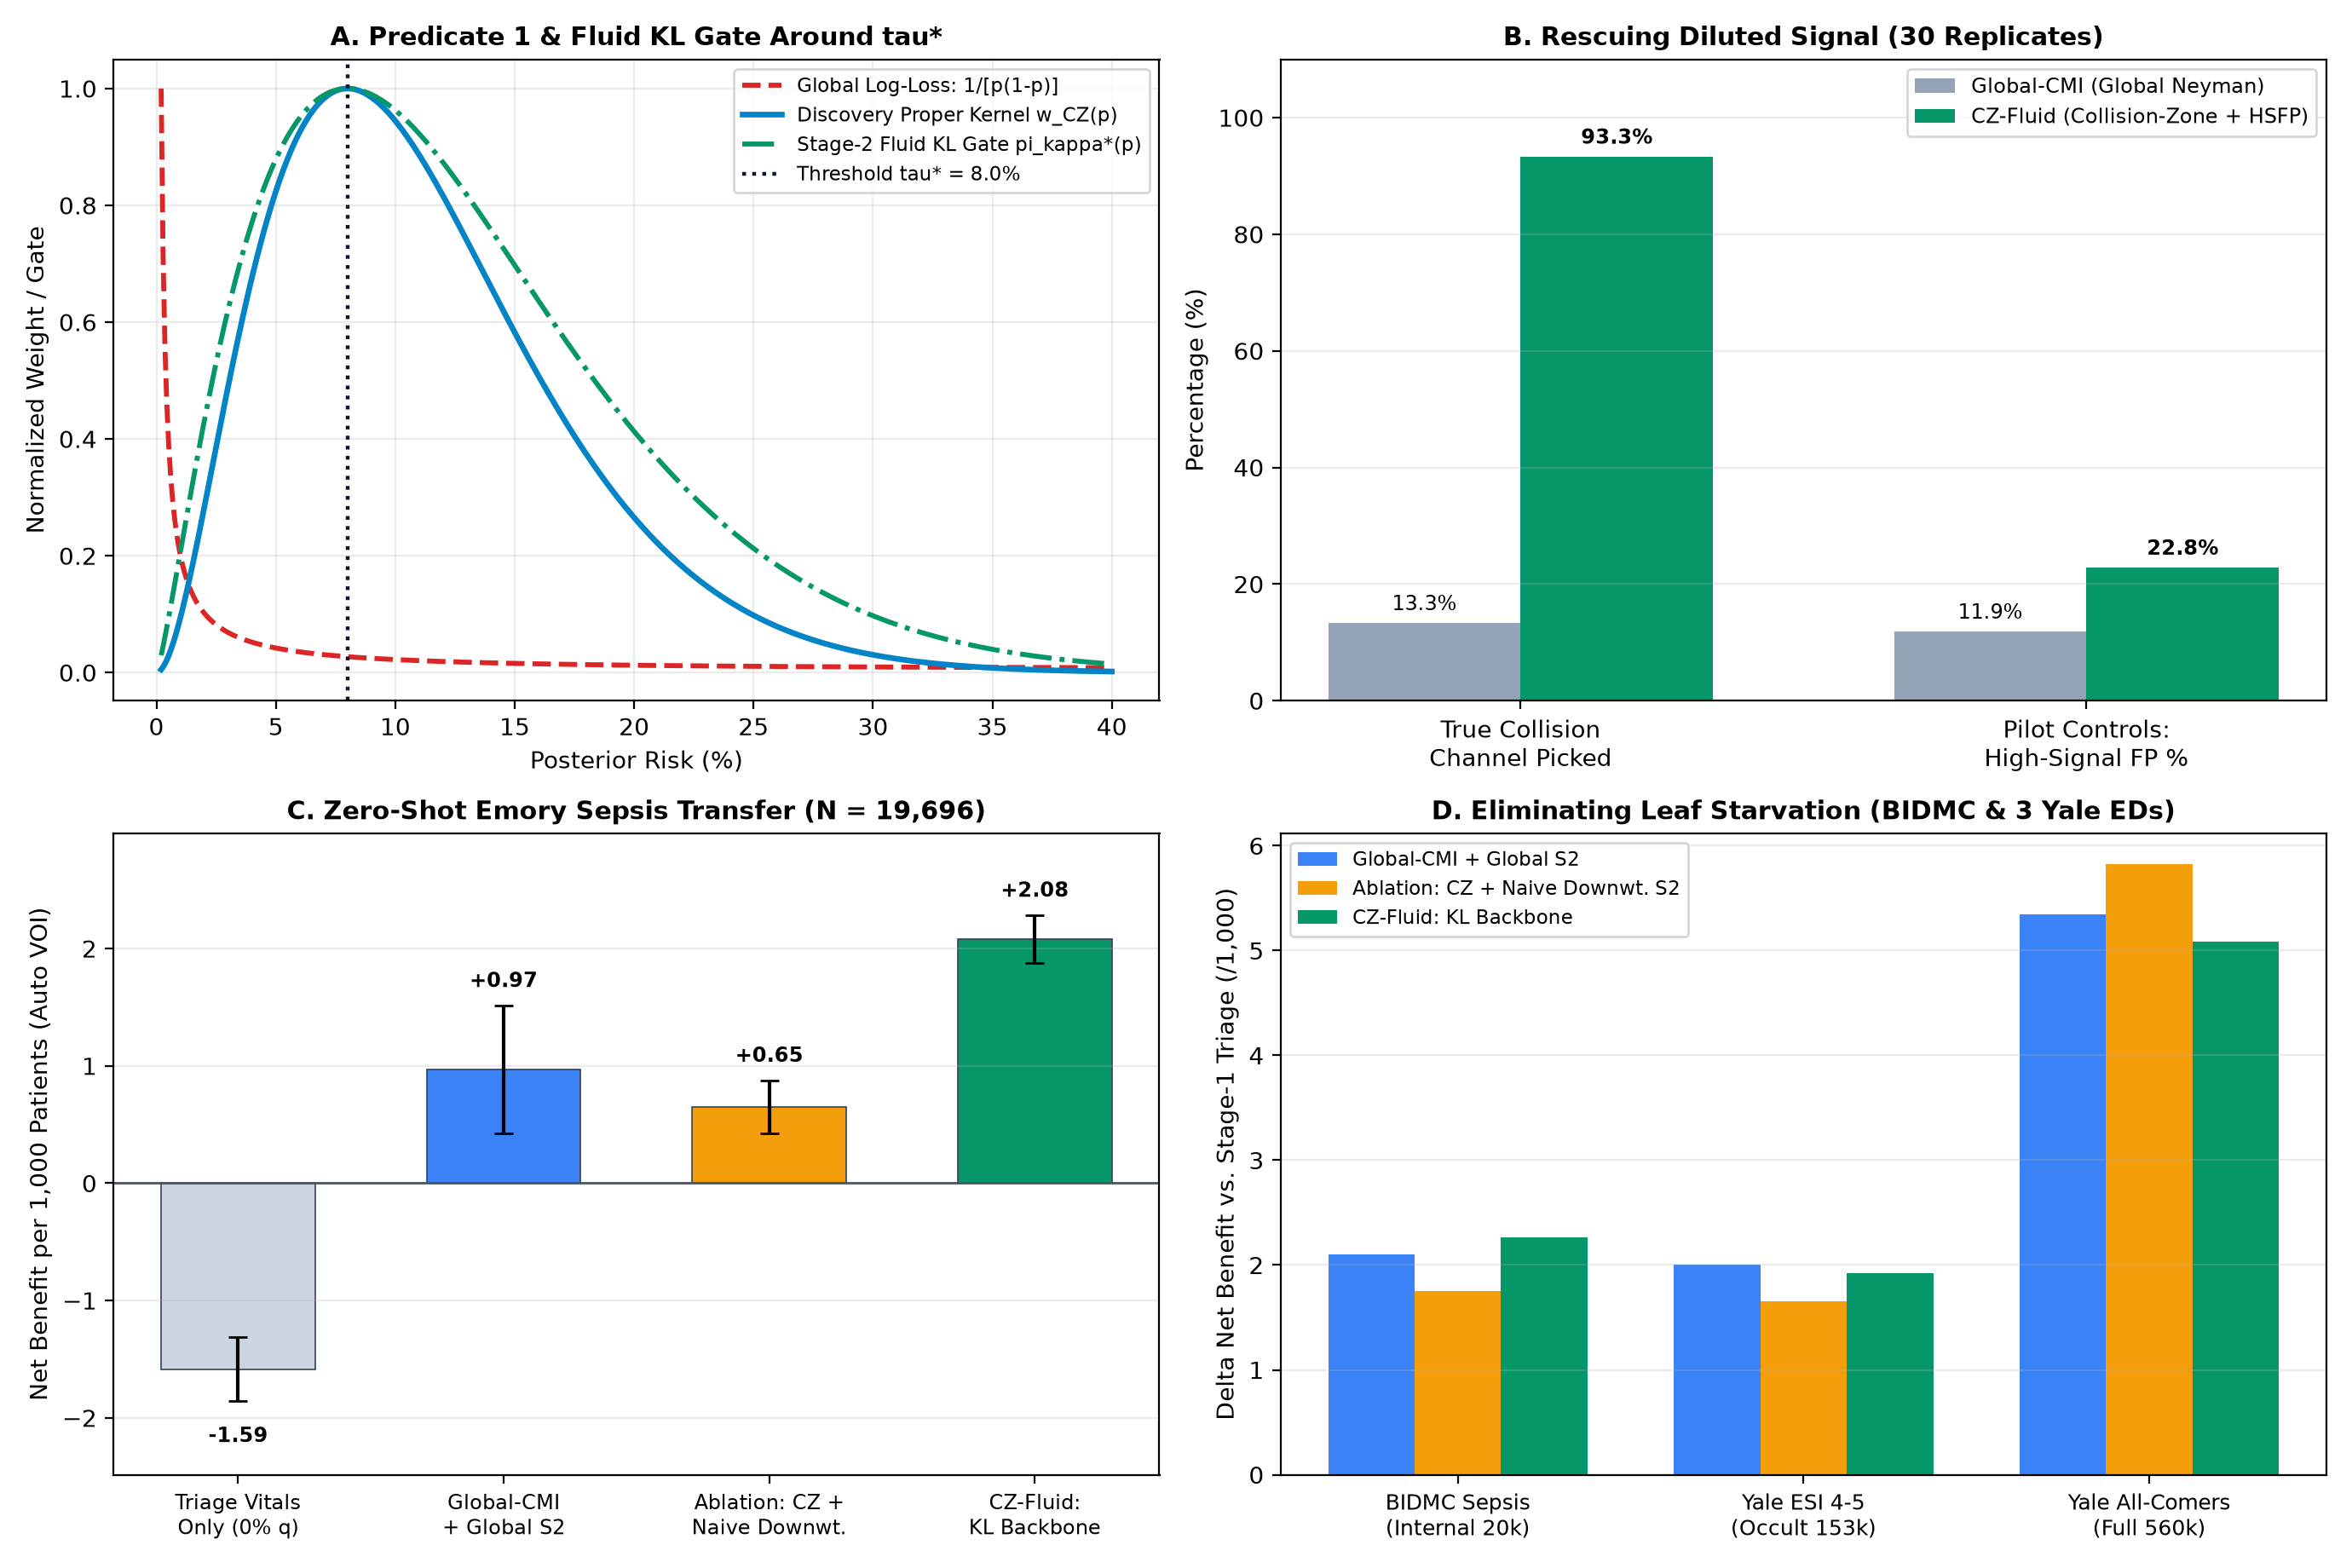 A. Predicate 1 & Fluid KL Gate Around tau*
Normalized Weight / Gate
1.0
0.8
0.6
0.4
0.2
0.0
Global Log-Loss: 1/[p(1-p)]
Discovery Proper Kernel w_CZ(p)
Stage-2 Fluid KL Gate pi_kappa*(p)
Threshold tau* = 8.0%
0 5 10 15 20 25 30 35 40
Posterior Risk (%)
B. Rescuing Diluted Signal (30 Replicates)
Percentage (%)
100
80
60
40
20
0
Global-CMI (Global Neyman)
CZ-Fluid (Collision-Zone + HSFP)
13.3%
93.3%
11.9%
22.8%
True Collision
Channel Picked
Pilot Controls:
High-Signal FP %
C. Zero-Shot Emory Sepsis Transfer (N = 19,696)
Net Benefit per 1,000 Patients (Auto VOI)
2
1
0
−1
−2
-1.59
+0.97
+0.65
+2.08
Triage Vitals
Only (0% q)
Global-CMI
+ Global S2
Ablation: CZ +
Naive Downwt.
CZ-Fluid:
KL Backbone
D. Eliminating Leaf Starvation (BIDMC & 3 Yale EDs)
Delta Net Benefit vs. Stage-1 Triage (/1,000)
6
5
4
3
2
1
0
Global-CMI + Global S2
Ablation: CZ + Naive Downwt. S2
CZ-Fluid: KL Backbone
BIDMC Sepsis
(Internal 20k)
Yale ESI 4-5
(Occult 153k)
Yale All-Comers
(Full 560k)